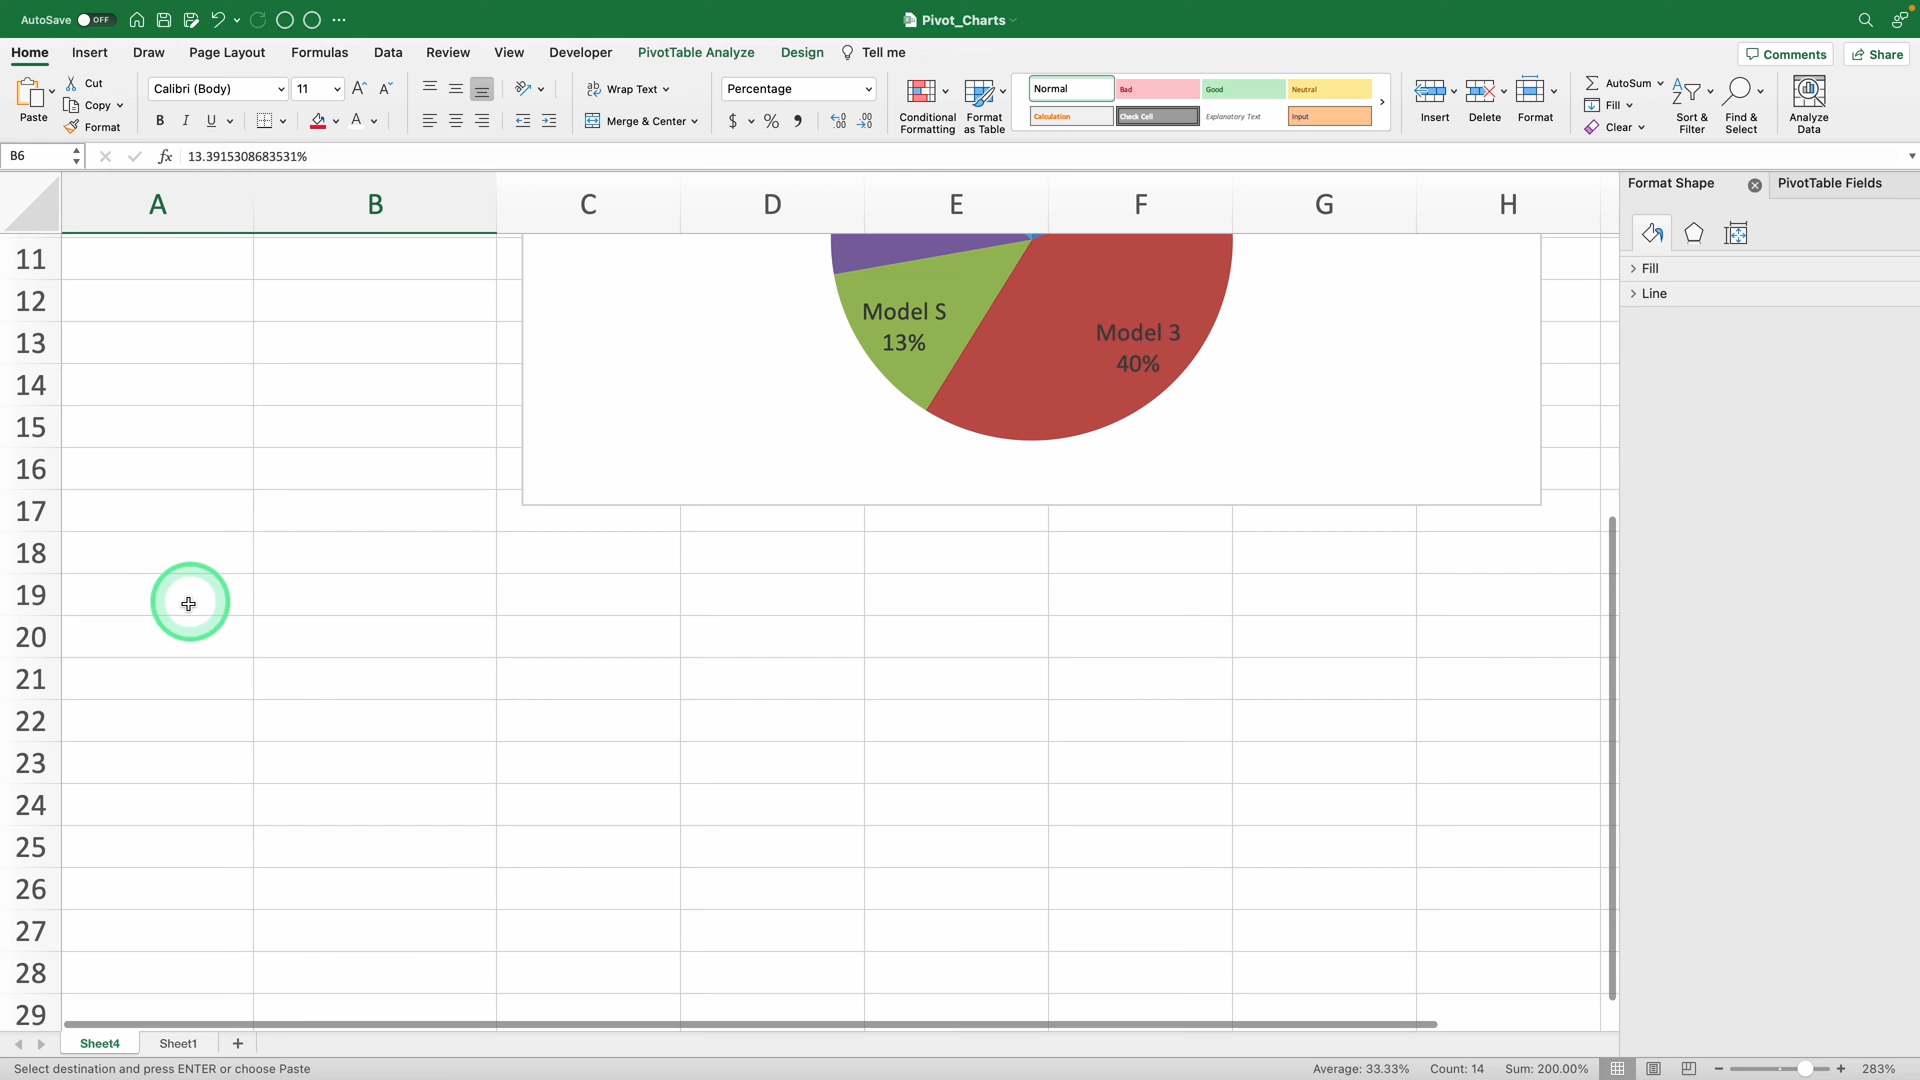 AutoSave OFF
Pivot_Charts
Home Insert Draw Page Layout Formulas Data Review View Developer PivotTable Analyze Design Tell me
Comments Share
Paste
Cut
Copy
Format
Calibri (Body) 11
B I U
Wrap Text
Merge & Center
Percentage
$ %
Conditional Formatting
Format as Table
Normal Bad Good Neutral
Calculation Check Cell Explanatory Text Input
Insert Delete Format
AutoSum
Fill
Clear
Sort & Filter
Find & Select
Analyze Data
B6 fx 13.3915308683531%
Format Shape PivotTable Fields
Fill
Line
A B C D E F G H
11
12
13
14
15
16
17
18
19
20
21
22
23
24
25
26
27
28
29
Model S
13%
Model 3
40%
Sheet4 Sheet1
Select destination and press ENTER or choose Paste
Average: 33.33% Count: 14 Sum: 200.00%
283%